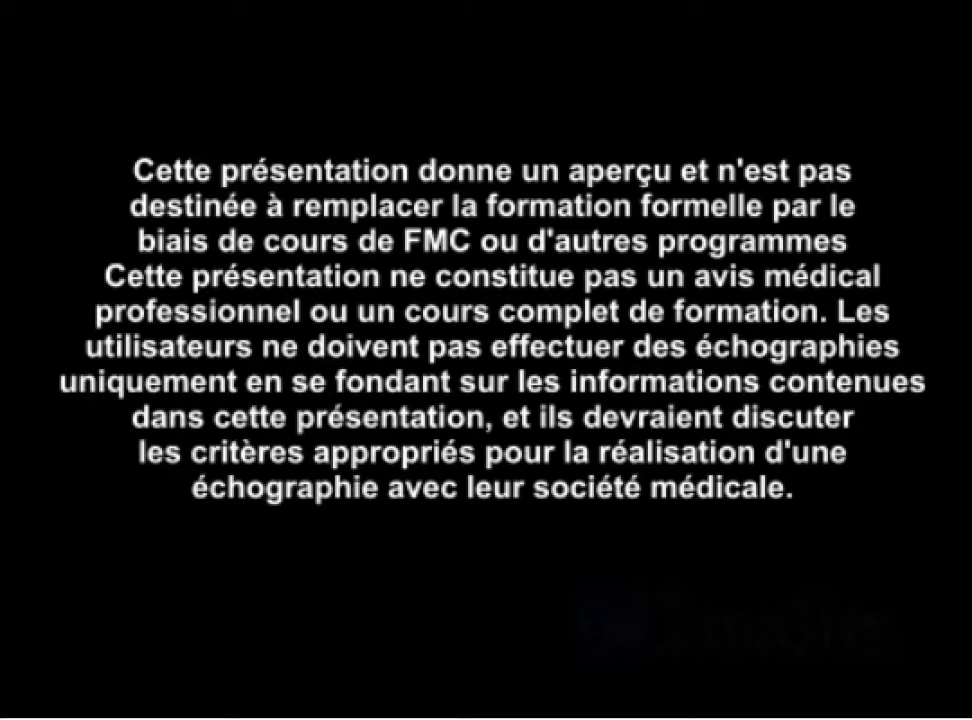 Cette présentation donne un aperçu et n'est pas
destinée à remplacer la formation formelle par le
biais de cours de FMC ou d'autres programmes
Cette présentation ne constitue pas un avis médical
professionnel ou un cours complet de formation. Les
utilisateurs ne doivent pas effectuer des échographies
uniquement en se fondant sur les informations contenues
dans cette présentation, et ils devraient discuter
les critères appropriés pour la réalisation d'une
échographie avec leur société médicale.